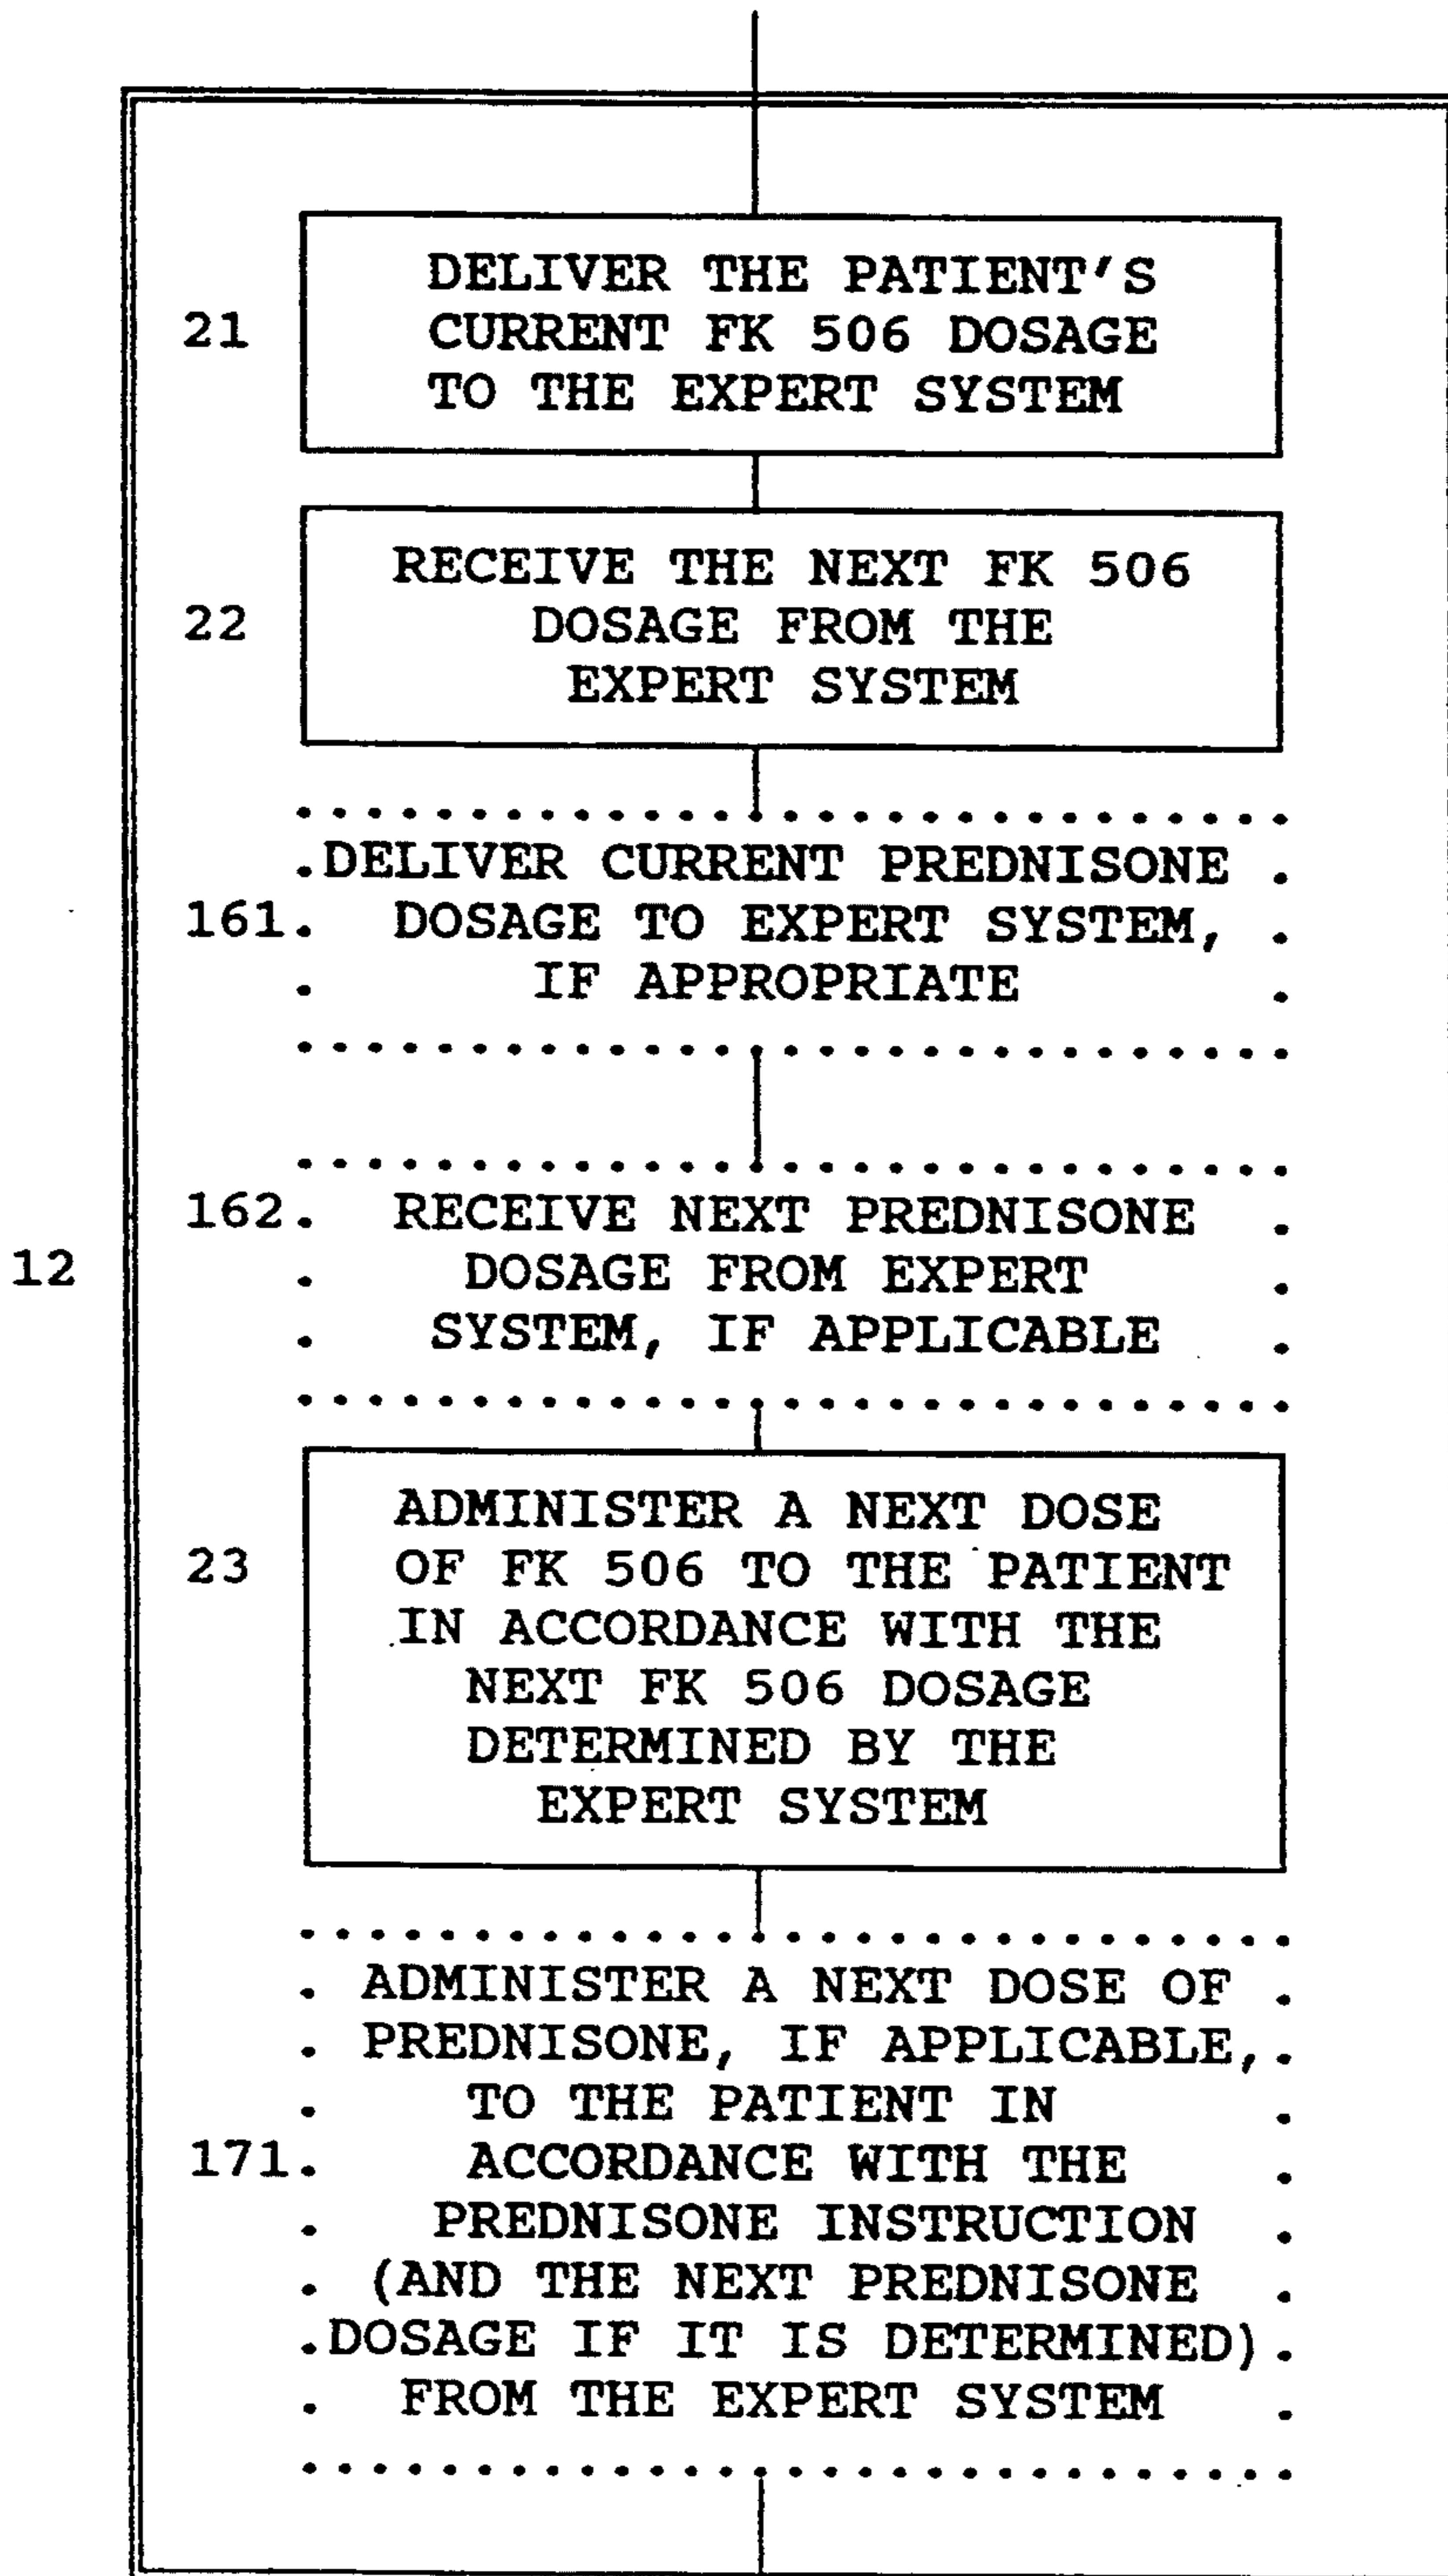 DELIVER THE PATIENT'S
21 CURRENT FK 506 DOSAGE
TO THE EXPERT SYSTEM
RECEIVE THE NEXT FK 506
22 DOSAGE FROM THE
EXPERT SYSTEM
DELIVER CURRENT PREDNISONE
161. DOSAGE TO EXPERT SYSTEM,
IF APPROPRIATE
162. RECEIVE NEXT PREDNISONE
12 DOSAGE FROM EXPERT
SYSTEM, IF APPLICABLE
ADMINISTER A NEXT DOSE
23 OF FK 506 TO THE PATIENT
IN ACCORDANCE WITH THE
NEXT FK 506 DOSAGE
DETERMINED BY THE
EXPERT SYSTEM
ADMINISTER A NEXT DOSE OF
PREDNISONE, IF APPLICABLE,
TO THE PATIENT IN
171. ACCORDANCE WITH THE
PREDNISONE INSTRUCTION
(AND THE NEXT PREDNISONE
DOSAGE IF IT IS DETERMINED)
FROM THE EXPERT SYSTEM